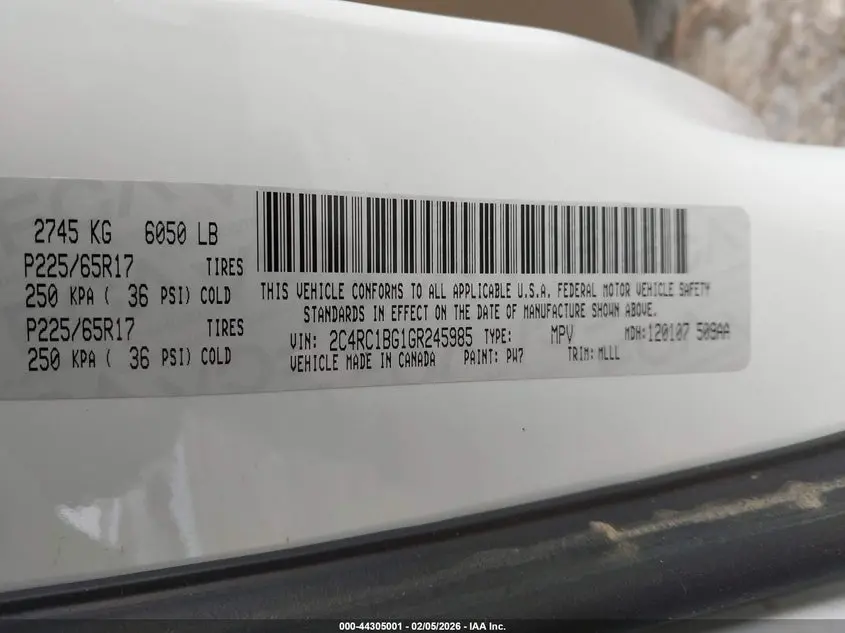 2745 KG 6050 LB
P225/65R17 TIRES
250 KPA ( 36 PSI) COLD
P225/65R17 TIRES
250 KPA ( 36 PSI) COLD
THIS VEHICLE CONFORMS TO ALL APPLICABLE U.S.A. FEDERAL MOTOR VEHICLE SAFETY
STANDARDS IN EFFECT ON THE DATE OF MANUFACTURE SHOWN ABOVE.
VIN: 2C4RC1BG1GR245985 TYPE: MPV MDH:120107 509AA
VEHICLE MADE IN CANADA PAINT: PW7 TRIM: MLLL
000-44305001 - 02/05/2026 - IAA Inc.